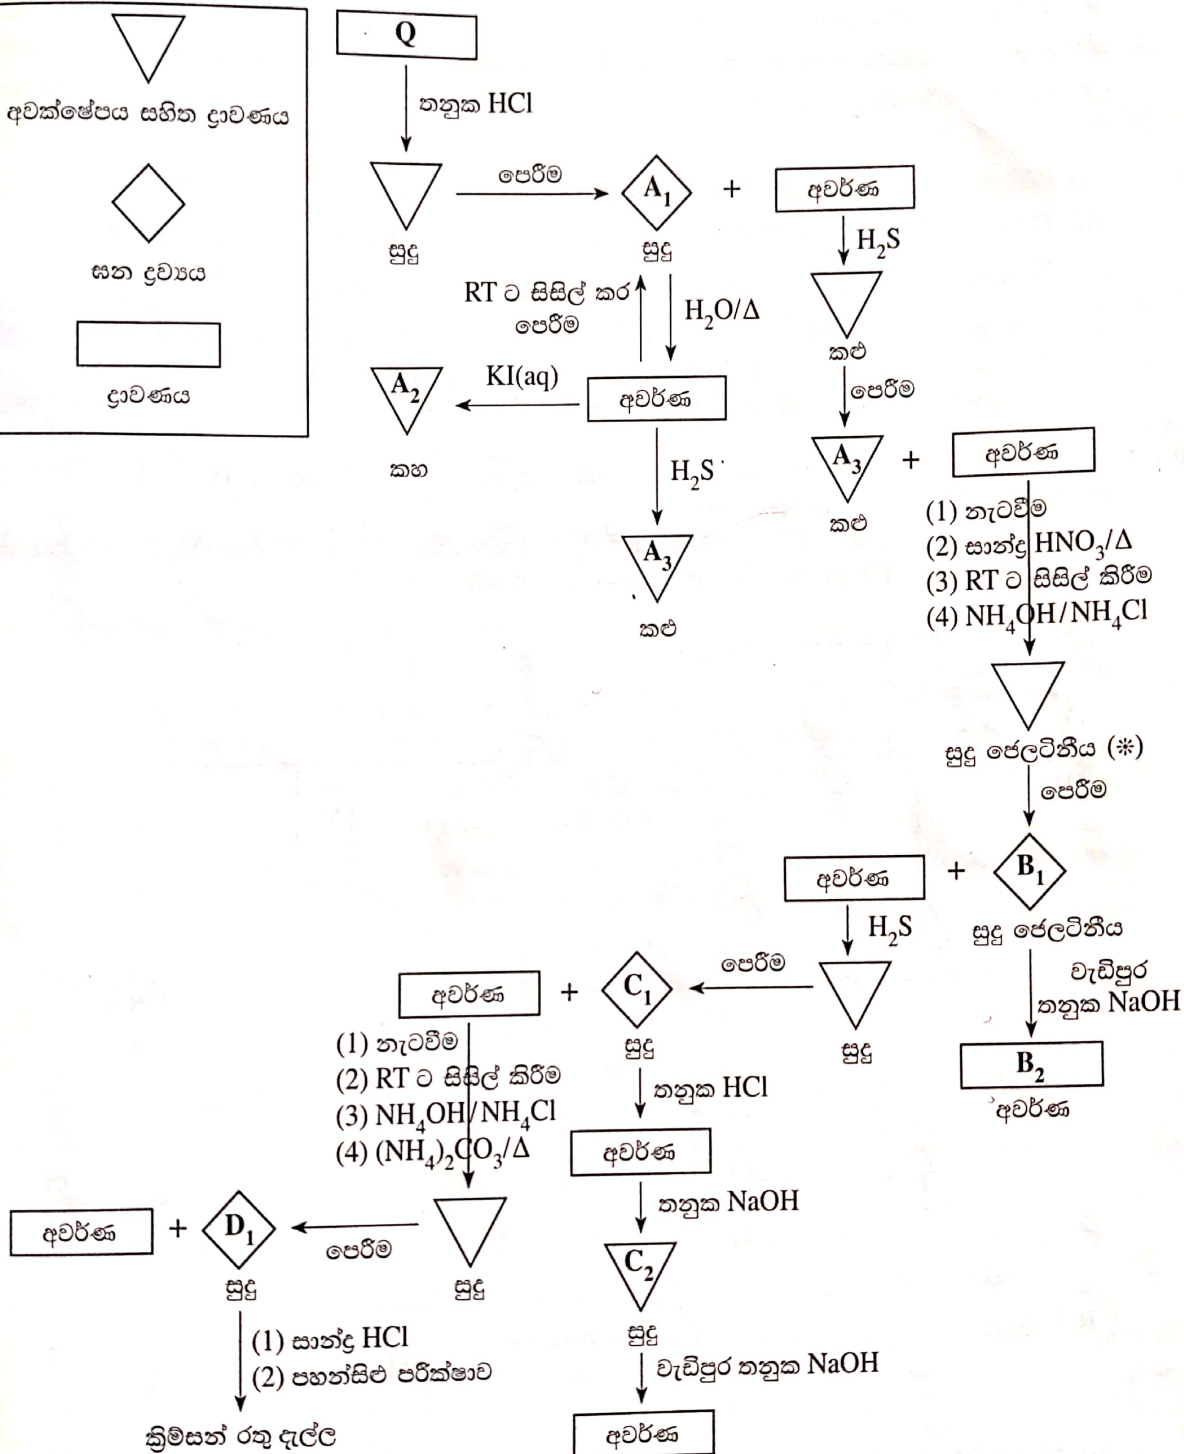 Q
තනුක HCl
අවක්ෂේපය සහිත ද්‍රාවණය
ඝන ද්‍රව්‍යය
ද්‍රාවණය
සුදු
පෙරීම
A₁
සුදු
+
අවර්ණ
H₂S
කළු
පෙරීම
RT ට සිසිල් කර
පෙරීම
H₂O/Δ
අවර්ණ
KI(aq)
A₂
කහ
H₂S
A₃
කළු
A₃
කළු
+
අවර්ණ
(1) නැටවීම
(2) සාන්ද්‍ර HNO₃/Δ
(3) RT ට සිසිල් කිරීම
(4) NH₄OH/NH₄Cl
සුදු ජෙලටිනීය (※)
පෙරීම
අවර්ණ
+
B₁
සුදු ජෙලටිනීය
වැඩිපුර
තනුක NaOH
B₂
අවර්ණ
H₂S
සුදු
පෙරීම
අවර්ණ
+
C₁
සුදු
තනුක HCl
අවර්ණ
තනුක NaOH
C₂
සුදු
වැඩිපුර තනුක NaOH
අවර්ණ
(1) නැටවීම
(2) RT ට සිසිල් කිරීම
(3) NH₄OH/NH₄Cl
(4) (NH₄)₂CO₃/Δ
සුදු
පෙරීම
අවර්ණ
+
D₁
සුදු
(1) සාන්ද්‍ර HCl
(2) පහන්සිළු පරීක්ෂාව
ක්‍රිම්සන් රතු දැල්ල